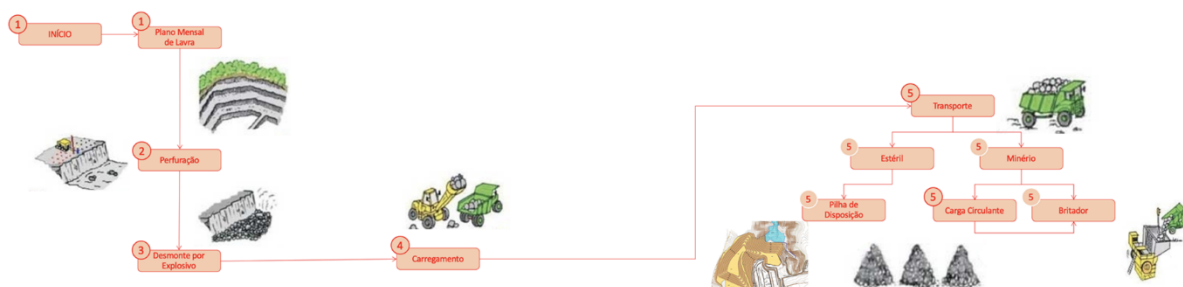 1
INÍCIO
1
Plano Mensal
de Lavra
2
Perfuração
3
Desmonte por
Explosivo
4
Carregamento
5
Transporte
5
Estéril
5
Minério
5
Pilha de
Disposição
5
Carga Circulante
5
Britador